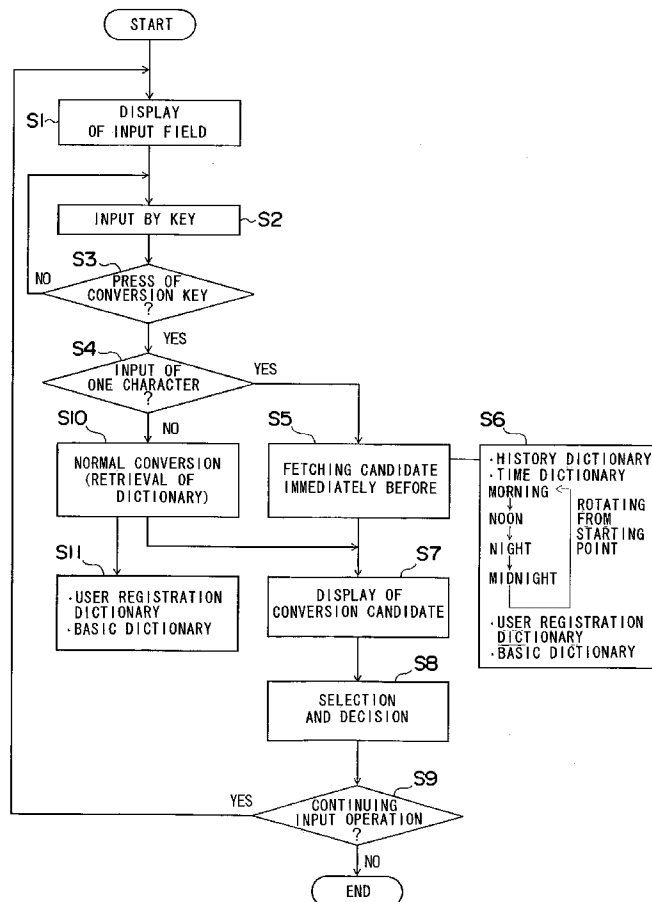 START
S1
DISPLAY
OF INPUT FIELD
INPUT BY KEY
S2
S3
NO
PRESS OF
CONVERSION KEY
?
YES
S4
INPUT OF
ONE CHARACTER
?
YES
NO
S10
NORMAL CONVERSION
(RETRIEVAL OF
DICTIONARY)
S5
FETCHING CANDIDATE
IMMEDIATELY BEFORE
S6
·HISTORY DICTIONARY
·TIME DICTIONARY
MORNING
NOON
NIGHT
MIDNIGHT
ROTATING
FROM
STARTING
POINT
·USER REGISTRATION
DICTIONARY
·BASIC DICTIONARY
S11
·USER REGISTRATION
DICTIONARY
·BASIC DICTIONARY
S7
DISPLAY OF
CONVERSION CANDIDATE
S8
SELECTION
AND DECISION
S9
YES
CONTINUING
INPUT OPERATION
?
NO
END